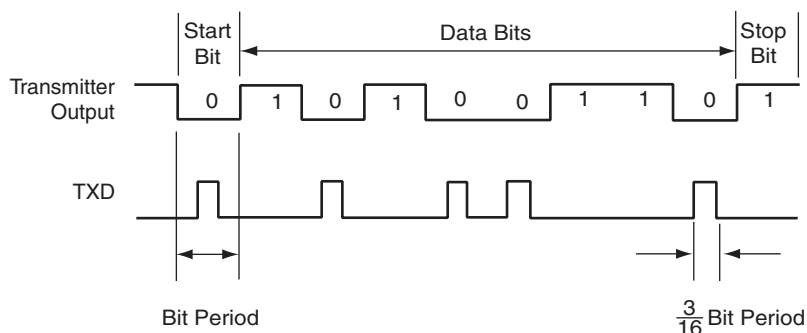 Start
Bit
Data Bits
Stop
Bit
Transmitter
Output
0 1 0 1 0 0 1 1 0 1
TXD
Bit Period
3/16 Bit Period